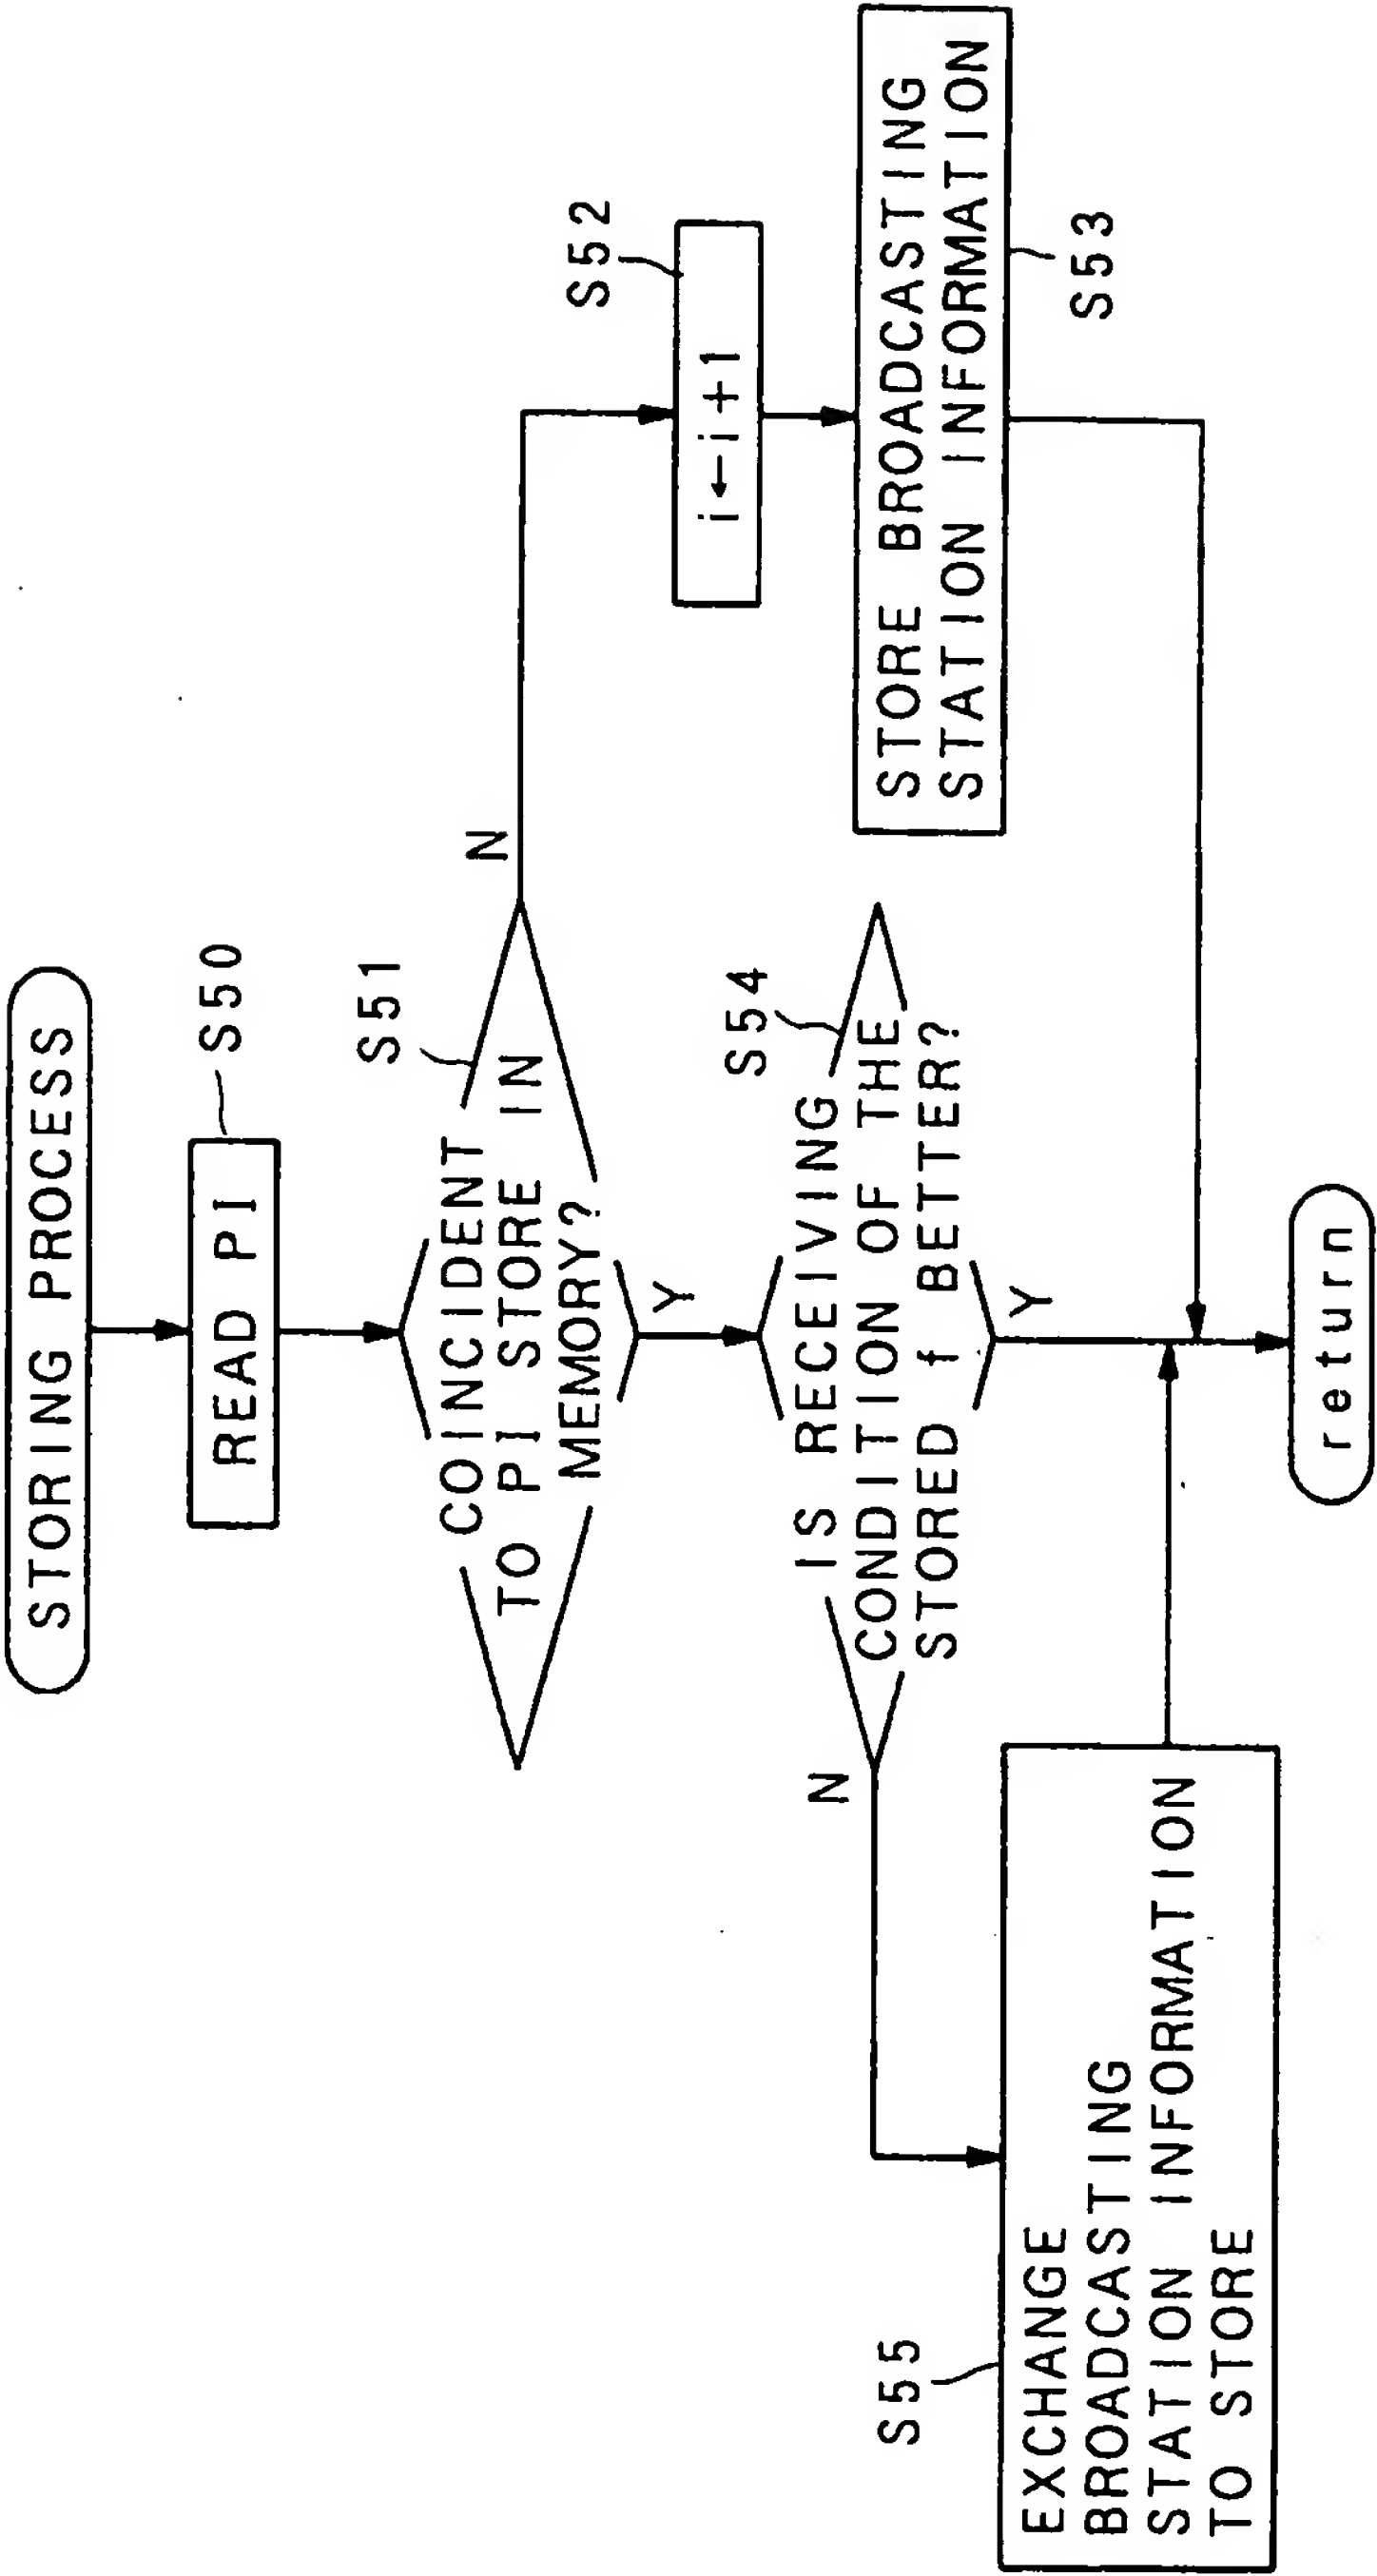 STORING PROCESS
READ PI
S50
COINCIDENT
TO PI STORE IN
MEMORY?
S51
N
Y
i←i+1
S52
STORE BROADCASTING
STATION INFORMATION
S53
IS RECEIVING
CONDITION OF THE
STORED f BETTER?
S54
N
Y
S55
EXCHANGE
BROADCASTING
STATION INFORMATION
TO STORE
return